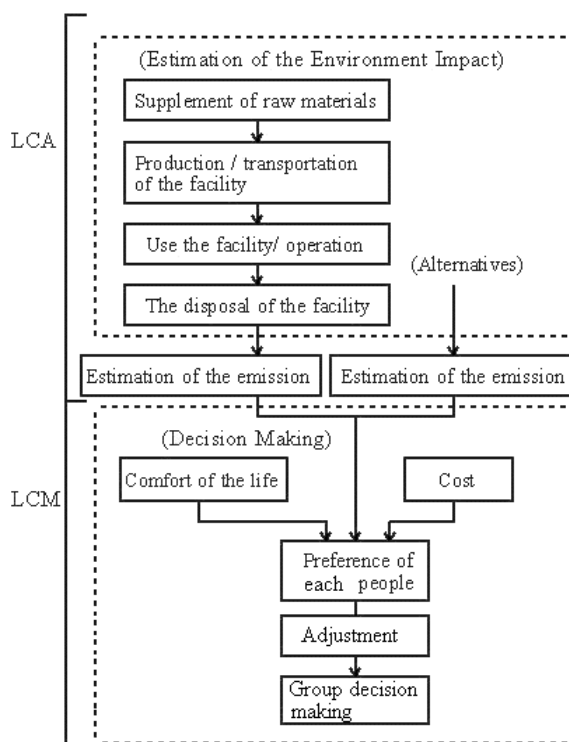 (Estimation of the Environment Impact)
Supplement of raw materials
LCA
Production / transportation
of the facility
Use the facility/ operation
(Alternatives)
The disposal of the facility
Estimation of the emission
Estimation of the emission
(Decision Making)
Comfort of the life
Cost
LCM
Preference of
each people
Adjustment
Group decision
making